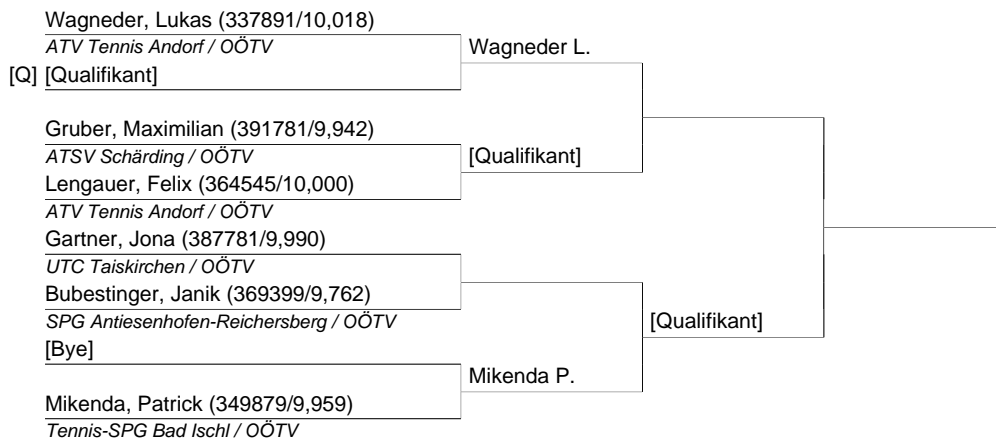 Wagneder, Lukas (337891/10,018)
ATV Tennis Andorf / OÖTV
Wagneder L.
[Q] [Qualifikant]
Gruber, Maximilian (391781/9,942)
ATSV Schärding / OÖTV
[Qualifikant]
Lengauer, Felix (364545/10,000)
ATV Tennis Andorf / OÖTV
Gartner, Jona (387781/9,990)
UTC Taiskirchen / OÖTV
Bubestinger, Janik (369399/9,762)
SPG Antiesenhofen-Reichersberg / OÖTV
[Qualifikant]
[Bye]
Mikenda P.
Mikenda, Patrick (349879/9,959)
Tennis-SPG Bad Ischl / OÖTV